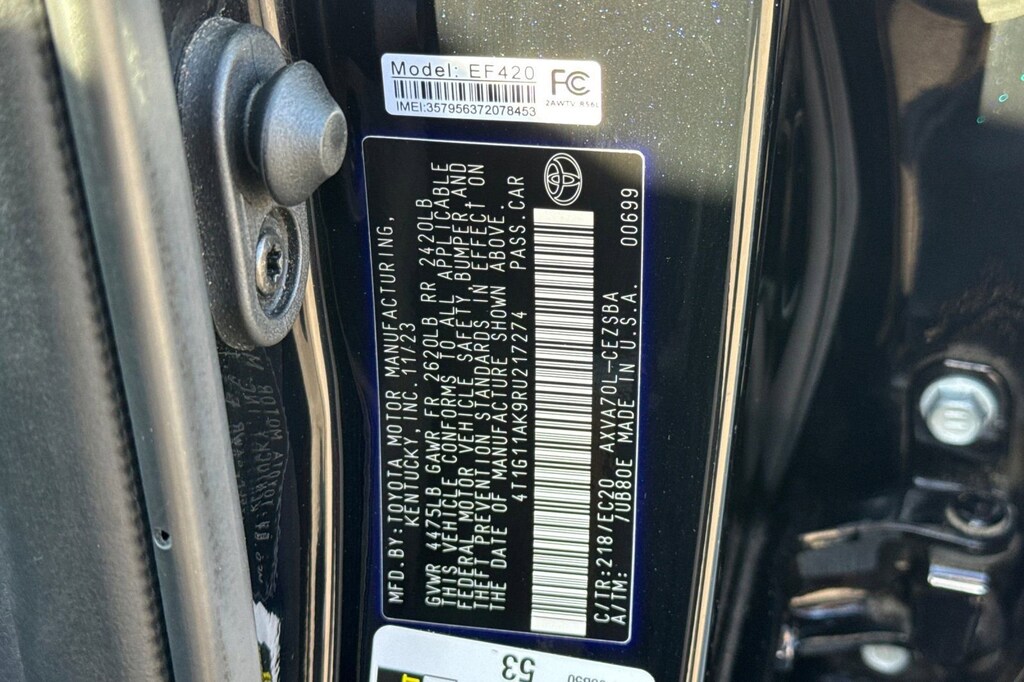 Model: EF420
IMEI:357956372078453
FC
MFD.BY:TOYOTA MOTOR MANUFACTURING,
KENTUCKY, INC. 11/23
GVWR 4475LB GAWR FR 2620LB RR 2420LB
THIS VEHICLE CONFORMS TO ALL APPLICABLE
FEDERAL MOTOR VEHICLE SAFETY, BUMPER, AND
THEFT PREVENTION STANDARDS IN EFFECT ON
THE DATE OF MANUFACTURE SHOWN ABOVE.
4T1G11AK9RU217274 PASS.CAR
C/TR:218/EC20 AXVA70L-CEZSBA 00699
A/TM: 7UB80E MADE IN U.S.A.
53